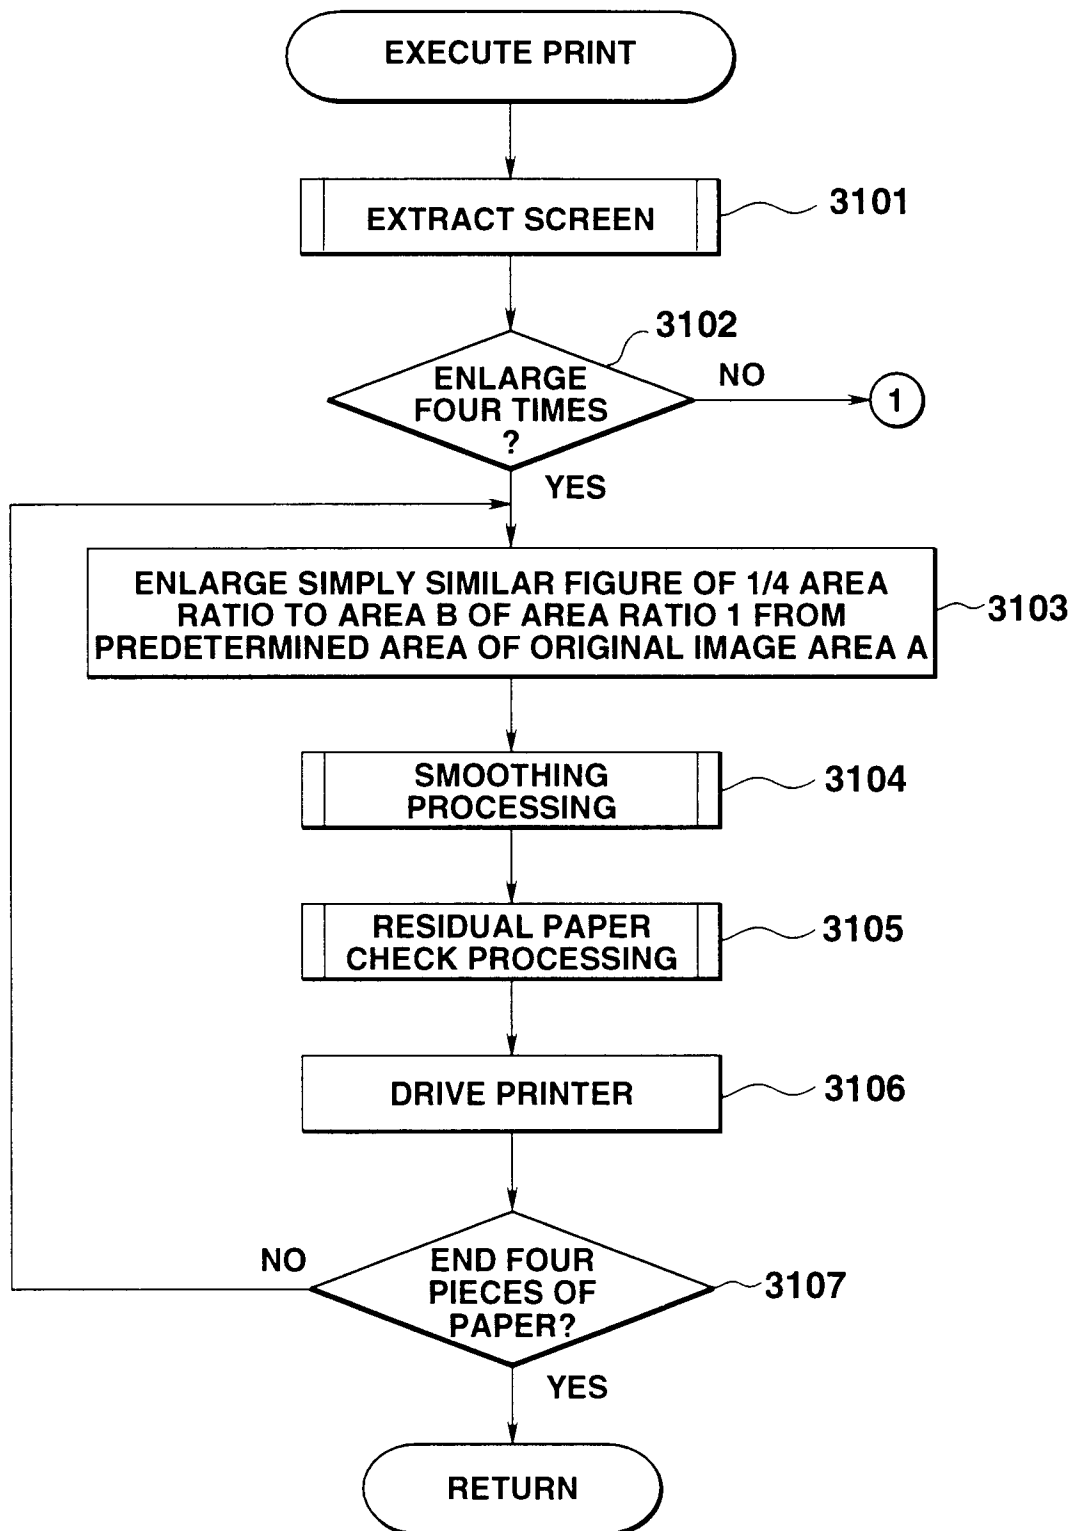 EXECUTE PRINT
EXTRACT SCREEN
3101
3102
ENLARGE
FOUR TIMES
?
NO
1
YES
ENLARGE SIMPLY SIMILAR FIGURE OF 1/4 AREA
RATIO TO AREA B OF AREA RATIO 1 FROM
PREDETERMINED AREA OF ORIGINAL IMAGE AREA A
3103
SMOOTHING
PROCESSING
3104
RESIDUAL PAPER
CHECK PROCESSING
3105
DRIVE PRINTER
3106
NO
END FOUR
PIECES OF
PAPER?
3107
YES
RETURN